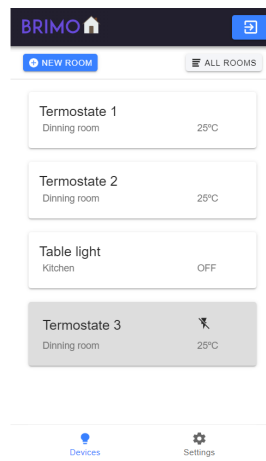 BRIMO
NEW ROOM
ALL ROOMS
Termostate 1
Dinning room 25ºC
Termostate 2
Dinning room 25ºC
Table light
Kitchen OFF
Termostate 3
Dinning room 25ºC
Devices Settings